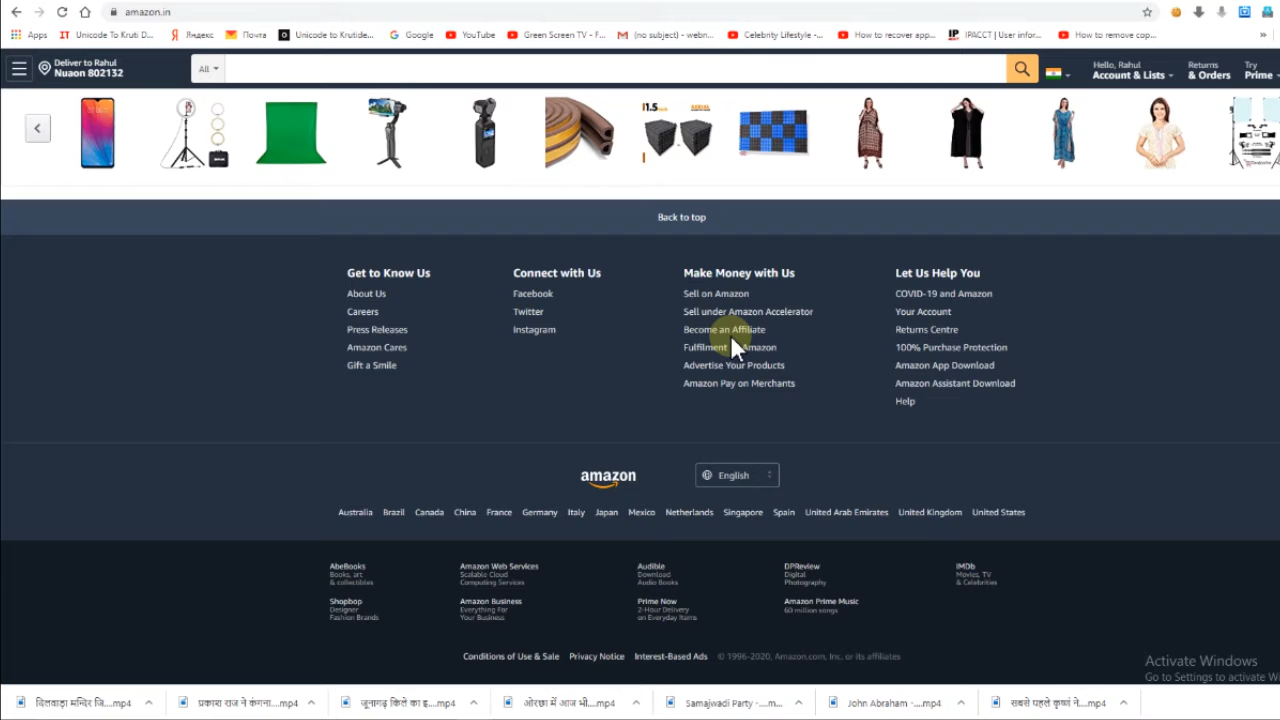 amazon.in
Apps
Unicode To Kruti D...
Яндекс
Почта
Unicode to Krutide...
Google
YouTube
Green Screen TV - F...
(no subject) - webn...
Celebrity Lifestyle -...
How to recover app...
IPACCT | User infor...
How to remove cop...
»
Deliver to Rahul
Nuaon 802132
All
Hello, Rahul
Account & Lists
Returns
& Orders
Try
Prime
Back to top
Get to Know Us
About Us
Careers
Press Releases
Amazon Cares
Gift a Smile
Connect with Us
Facebook
Twitter
Instagram
Make Money with Us
Sell on Amazon
Sell under Amazon Accelerator
Become an Affiliate
Fulfilment Amazon
Advertise Your Products
Amazon Pay on Merchants
Let Us Help You
COVID-19 and Amazon
Your Account
Returns Centre
100% Purchase Protection
Amazon App Download
Amazon Assistant Download
Help
amazon
English
Australia Brazil Canada China France Germany Italy Japan Mexico Netherlands Singapore Spain United Arab Emirates United Kingdom United States
AbeBooks
Books, art
& collectibles
Amazon Web Services
Scalable Cloud
Computing Services
Audible
Download
Audio Books
DPReview
Digital
Photography
IMDb
Movies, TV
& Celebrities
Shopbop
Designer
Fashion Brands
Amazon Business
Everything For
Your Business
Prime Now
2-Hour Delivery
on Everyday Items
Amazon Prime Music
60 million songs
Conditions of Use & Sale Privacy Notice Interest-Based Ads © 1996-2020, Amazon.com, Inc. or its affiliates
Activate Windows
Go to Settings to activate W
दिलवाड़ा मन्दिर जि....mp4
प्रकाश राज ने कंगना....mp4
जूनागढ़ किले का इ....mp4
ओरछा में आज भी....mp4
Samajwadi Party -....m...
John Abraham -....mp4
सबसे पहले कृष्णा ने....mp4